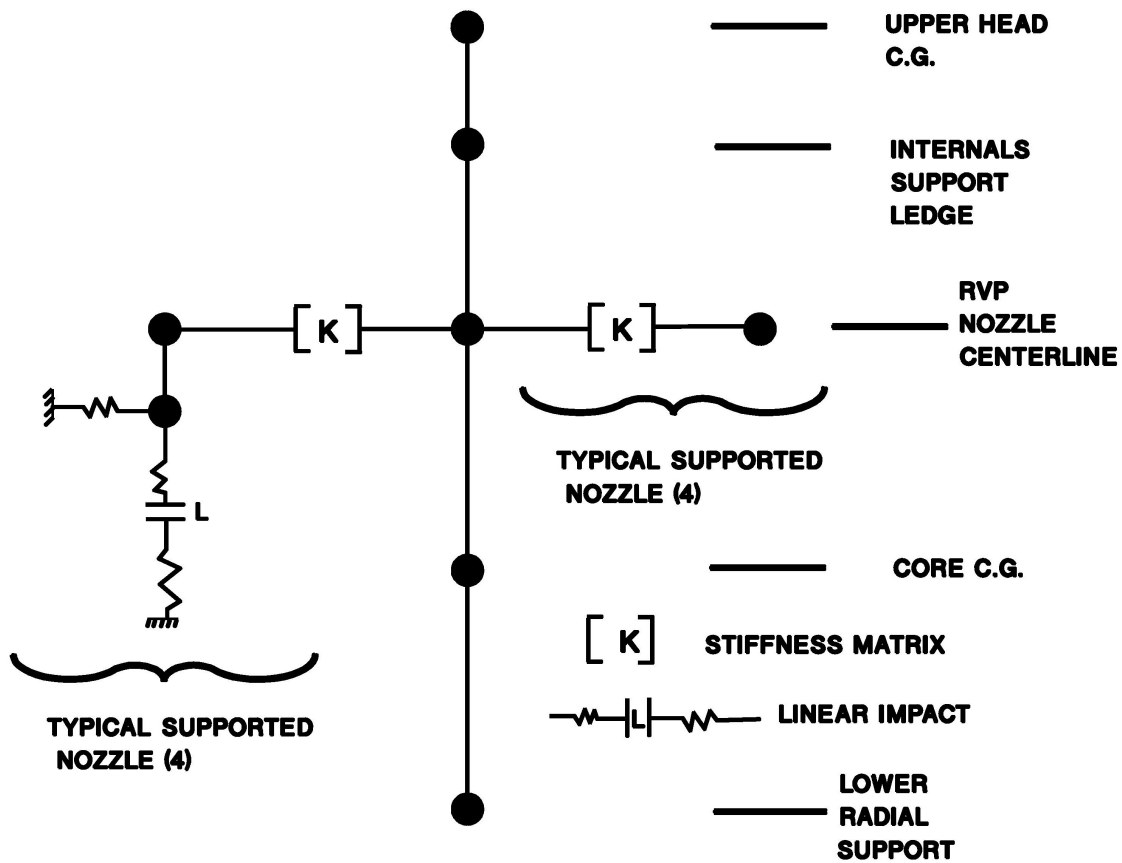 UPPER HEAD
C.G.
INTERNALS
SUPPORT
LEDGE
RVP
NOZZLE
CENTERLINE
[K]
[K]
TYPICAL SUPPORTED
NOZZLE (4)
L
CORE C.G.
[K]
STIFFNESS MATRIX
L
LINEAR IMPACT
TYPICAL SUPPORTED
NOZZLE (4)
LOWER
RADIAL
SUPPORT